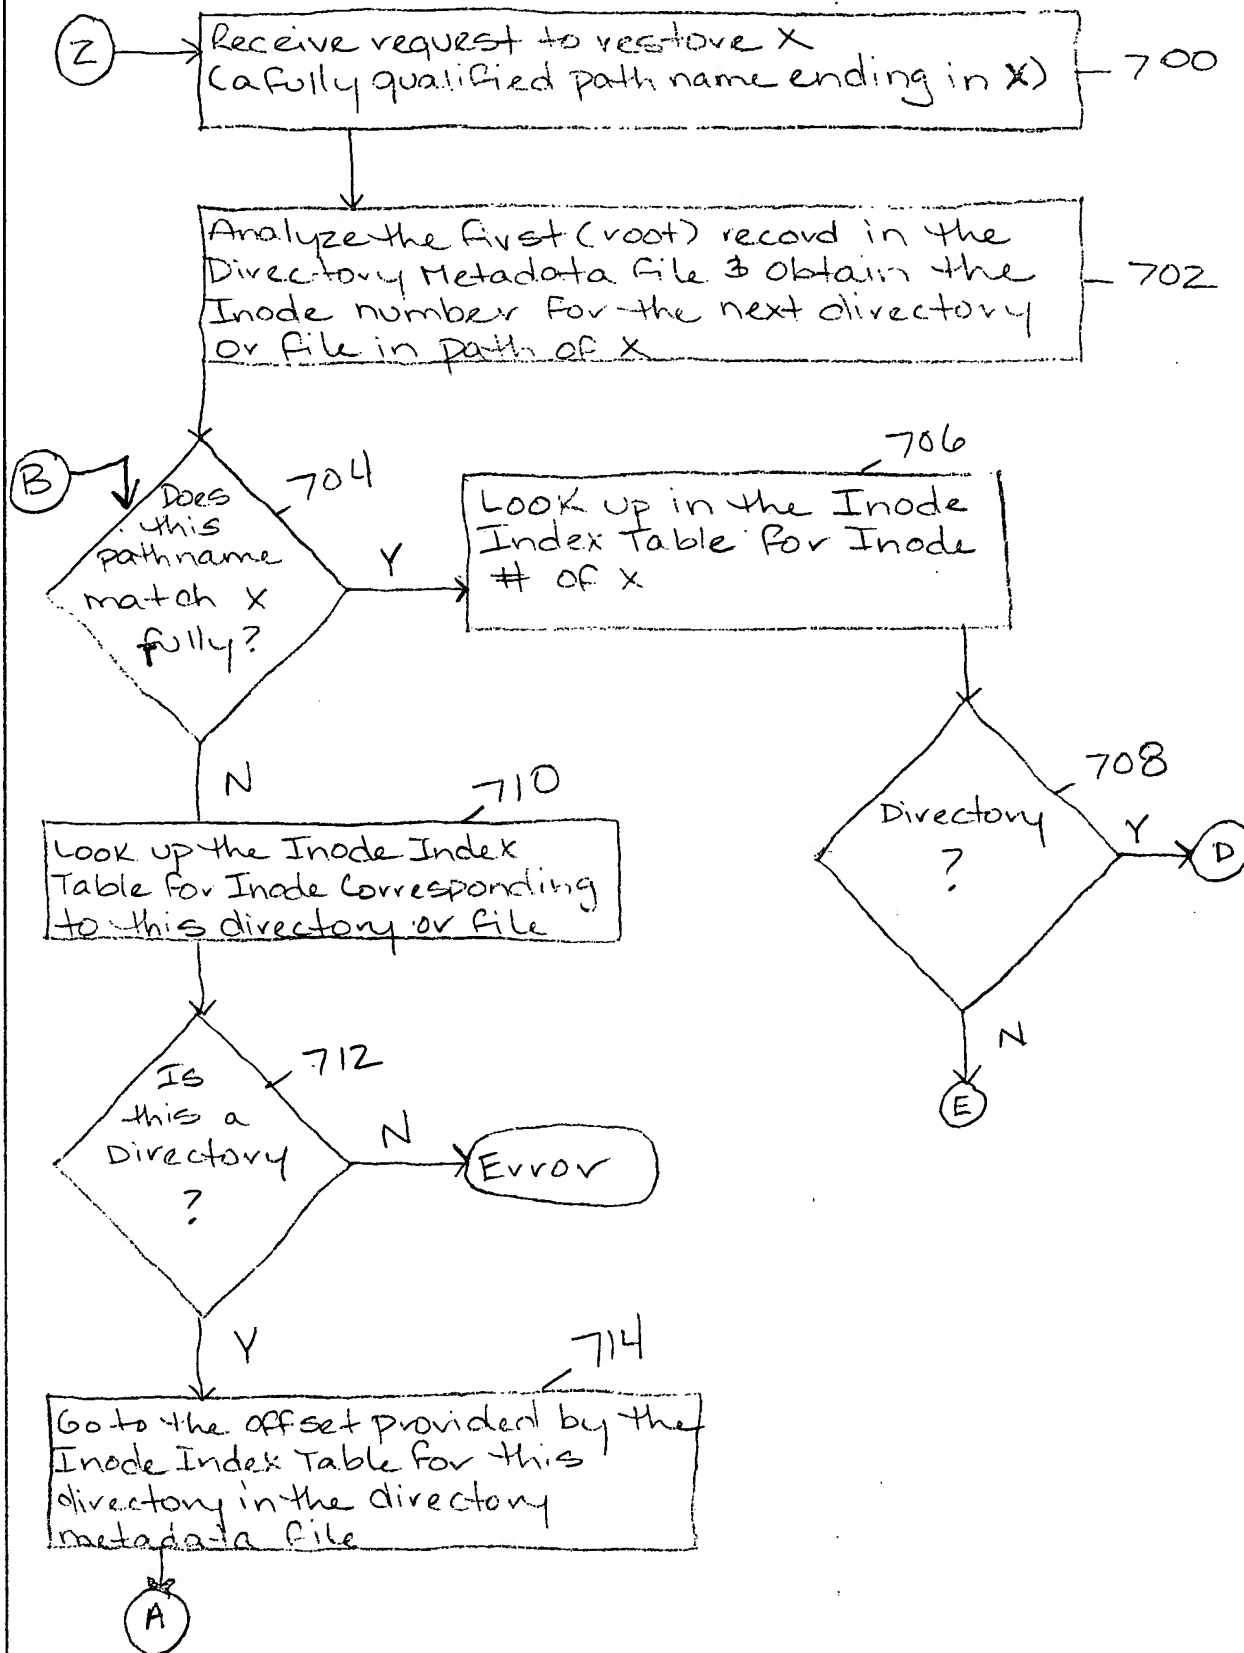 Z
Receive request to restore X
(a fully qualified path name ending in X)
700
Analyze the first (root) record in the
Directory Metadata file & obtain the
Inode number for the next directory
or file in path of X
702
B
Does
this
pathname
match X
fully?
704
Y
706
Look up in the Inode
Index Table for Inode
# of X
N
708
Directory
?
Y
D
N
E
710
Look up the Inode Index
Table for Inode Corresponding
to this directory or file
712
Is
this a
Directory
?
N
Error
Y
714
Go to the offset provided by the
Inode Index Table for this
directory in the directory
metadata file
A